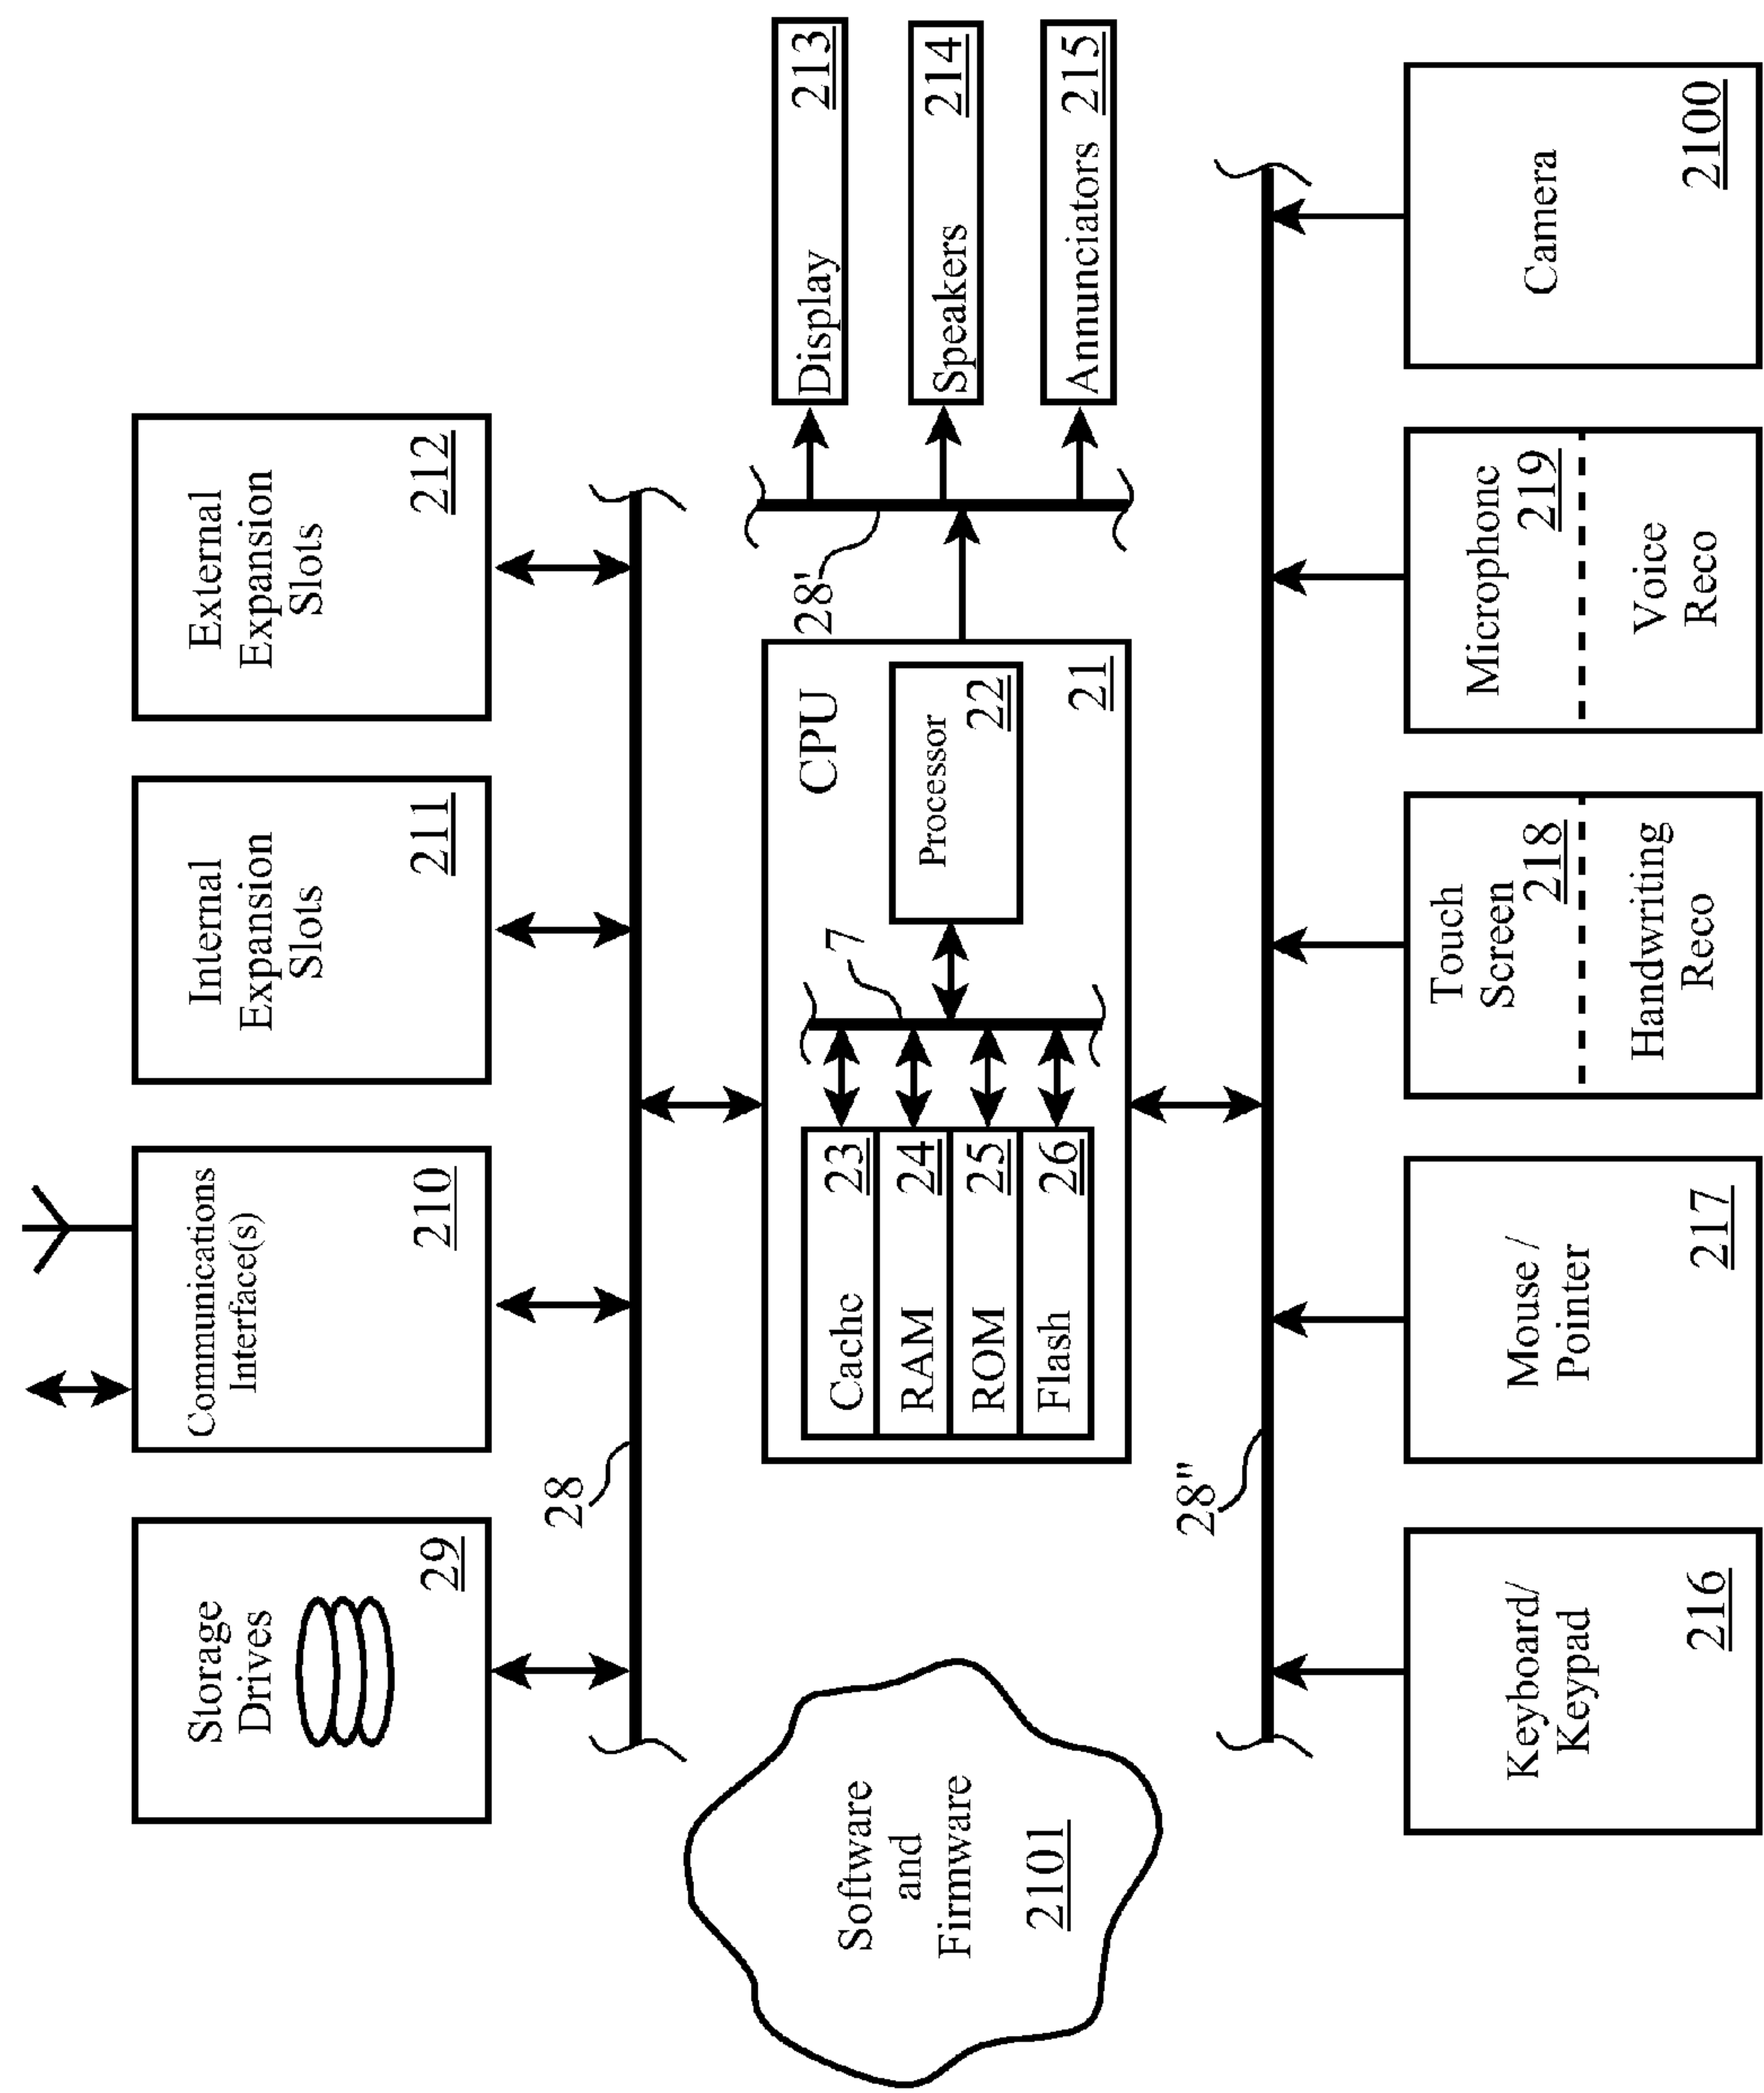 Storage
Drives
29
Communications
Interface(s)
210
Internal
Expansion
Slots
211
External
Expansion
Slots
212
28
Software
and
Firmware
2101
CPU
Cache 23
RAM 24
ROM 25
Flash 26
7
Processor
22
21
28'
Display 213
Speakers 214
Annunciators 215
28"
Keyboard/
Keypad
216
Mouse /
Pointer
217
Touch
Screen
218
Handwriting
Reco
Microphone
219
Voice
Reco
Camera
2100